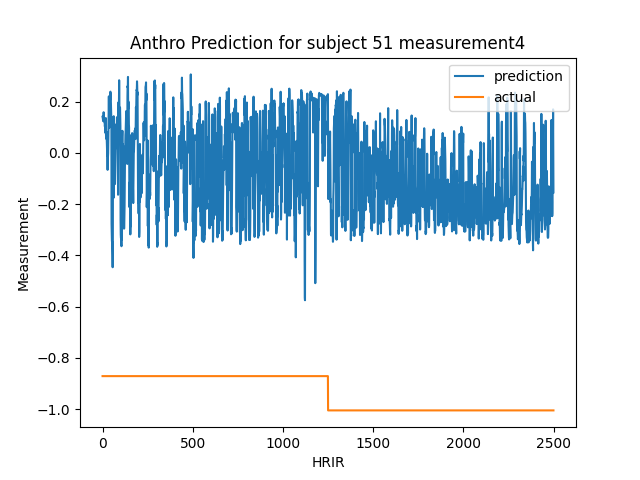 Anthro Prediction for subject 51 measurement4
prediction
actual
0.2
0.0
−0.2
−0.4
−0.6
−0.8
−1.0
Measurement
0 500 1000 1500 2000 2500
HRIR